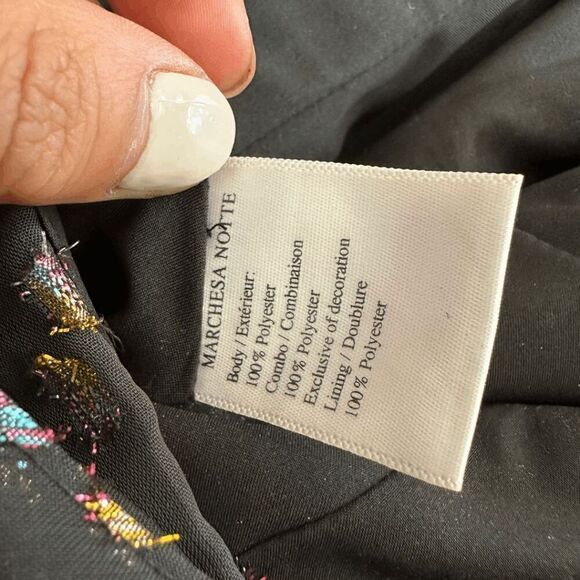 MARCHESA NOTTE
Body / Extérieur:
100% Polyester
Combo / Combinaison
100% Polyester
Exclusive of decoration
Lining / Doublure
100% Polyester